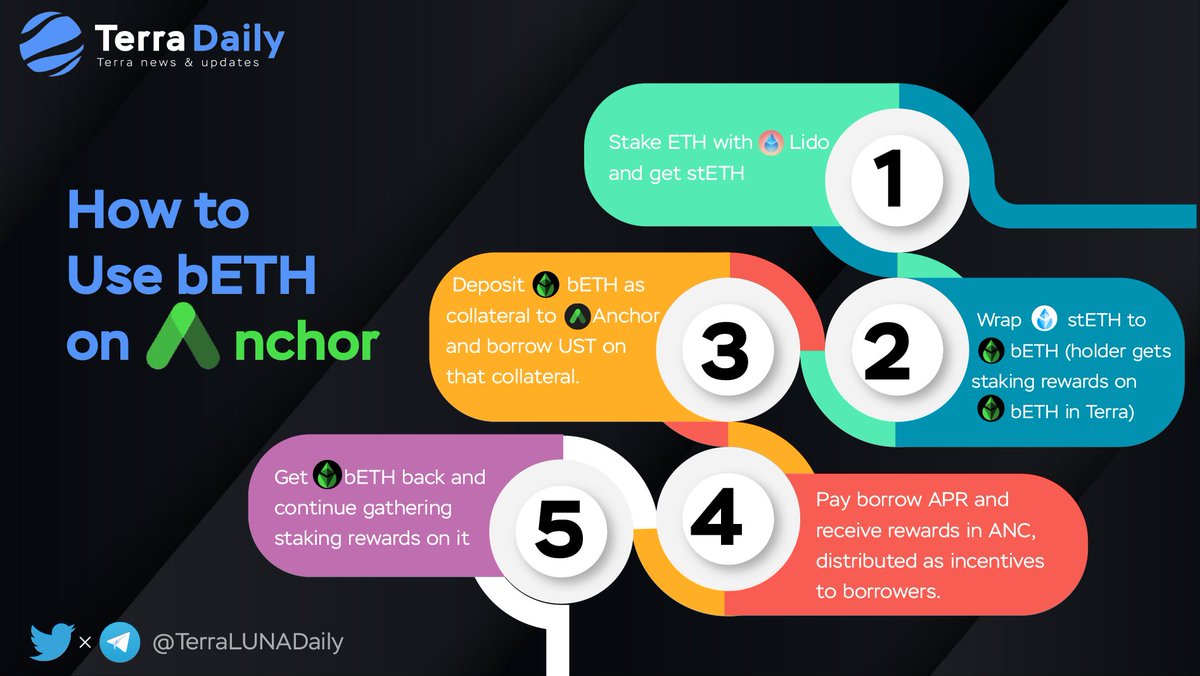 Terra Daily
Terra news & updates
How to
Use bETH
on Anchor
Stake ETH with Lido
and get stETH
1
Wrap stETH to
bETH (holder gets
staking rewards on
bETH in Terra)
2
Deposit bETH as
collateral to Anchor
and borrow UST on
that collateral.
3
Pay borrow APR and
receive rewards in ANC,
distributed as incentives
to borrowers.
4
Get bETH back and
continue gathering
staking rewards on it
5
× @TerraLUNADaily